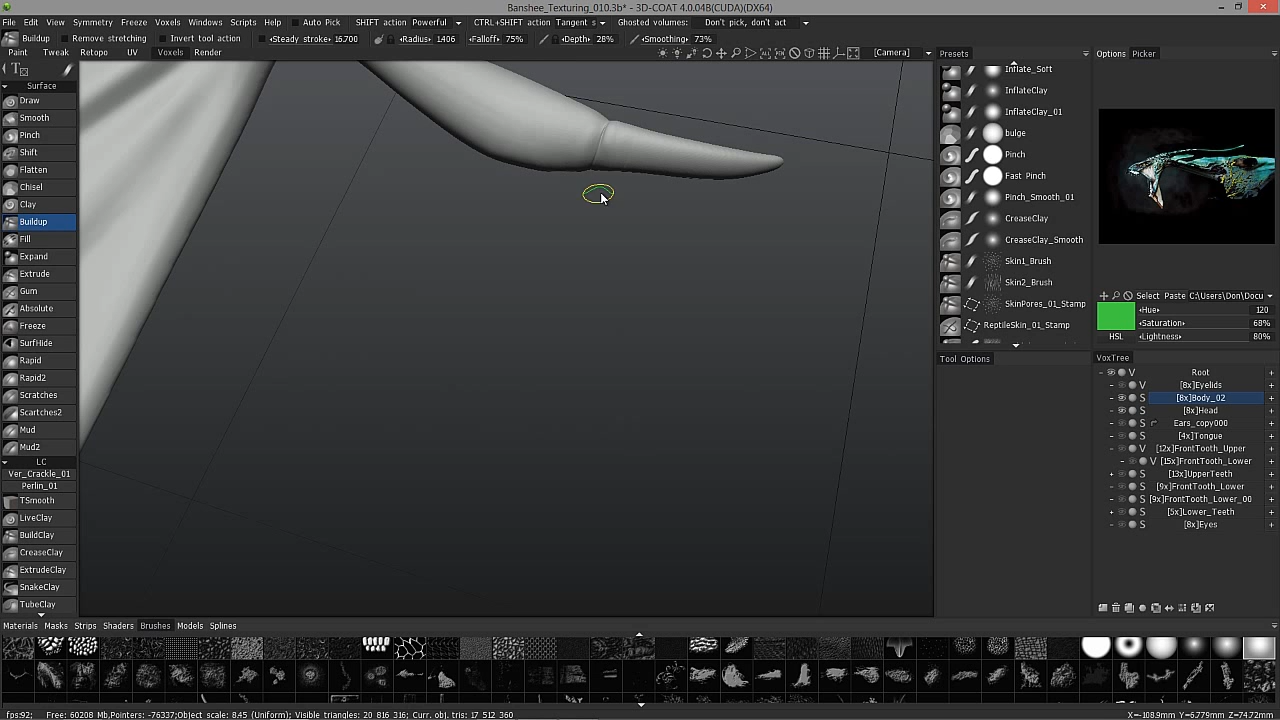 Banshee_Texturing_010.3b* - 3D-COAT 4.0.04B(CUDA)(DX64)
File Edit View Symmetry Freeze Voxels Windows Scripts Help Auto Pick SHIFT action Powerful CTRL+SHIFT action Tangent s Ghosted volumes: Don't pick, don't act
Buildup Remove stretching Invert tool action Steady stroke 16.700 Radius 1406 Falloff 75% Depth 28% Smoothing 73%
Paint Tweak Retopo UV Voxels Render [Camera] Presets Options Picker
Surface
Draw
Smooth
Pinch
Shift
Flatten
Chisel
Clay
Buildup
Fill
Expand
Extrude
Gum
Absolute
Freeze
SurfHide
Rapid
Rapid2
Scratches
Scartches2
Mud
Mud2
LC
Ver_Crackle_01
Perlin_01
TSmooth
LiveClay
BuildClay
CreaseClay
ExtrudeClay
SnakeClay
TubeClay
Inflate_Soft
InflateClay
InflateClay_01
bulge
Pinch
Fast Pinch
Pinch_Smooth_01
CreaseClay
CreaseClay_Smooth
Skin1_Brush
Skin2_Brush
SkinPores_01_Stamp
ReptileSkin_01_Stamp
Tool Options
Select Paste C:\Users\Don\Docu
Hue 120
Saturation 68%
HSL Lightness 80%
VoxTree
V Root +
V [8x]Eyelids +
S [8x]Body_02 +
S [8x]Head +
S Ears_copy000 +
S [4x]Tongue +
V [12x]FrontTooth_Upper +
V [15x]FrontTooth_Lower +
S [13x]UpperTeeth +
S [9x]FrontTooth_Lower +
S [9x]FrontTooth_Lower_00 +
S [5x]Lower_Teeth +
S [8x]Eyes +
Materials Masks Strips Shaders Brushes Models Splines
fps:92; Free: 60208 Mb,Pointers: -76337;Object scale: 8.45 (Uniform); Visible triangles: 20 816 316; Curr. obj. tris: 17 512 360 X=-108.9mm Y=6.779mm Z=74.72mm